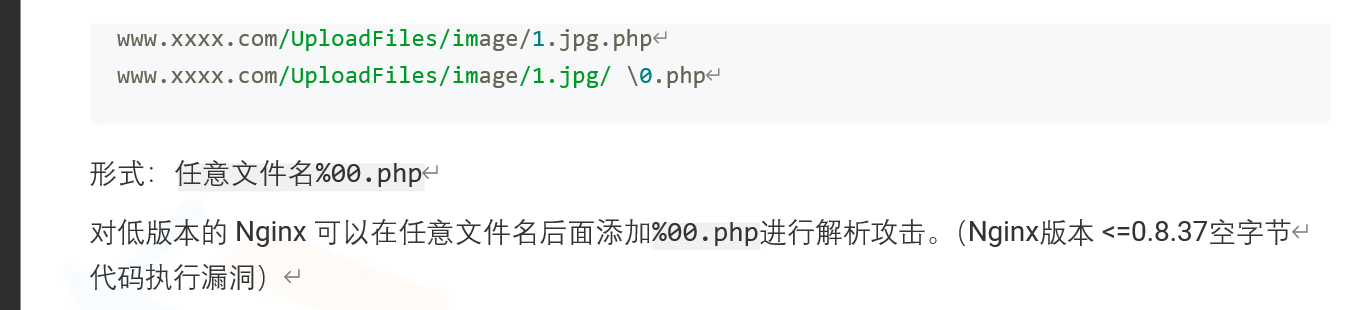 www.xxxx.com/UploadFiles/image/1.jpg.php↵
www.xxxx.com/UploadFiles/image/1.jpg/ \0.php↵
形式：任意文件名%00.php↵
对低版本的 Nginx 可以在任意文件名后面添加%00.php进行解析攻击。（Nginx版本 <=0.8.37空字节↵
代码执行漏洞）↵